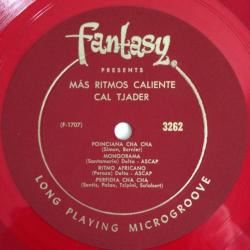 Fantasy.
PRESENTS
MÁS RITMOS CALIENTE
CAL TJADER
(F-1707) 3262
POINCIANA CHA CHA
(Simon, Bernier)
MONGORAMA
(Santamaria) Delta - ASCAP
RITMO AFRICANO
(Peraza) Delta - ASCAP
PERFIDIA CHA CHA
LONG PLAYING MICROGROOVE